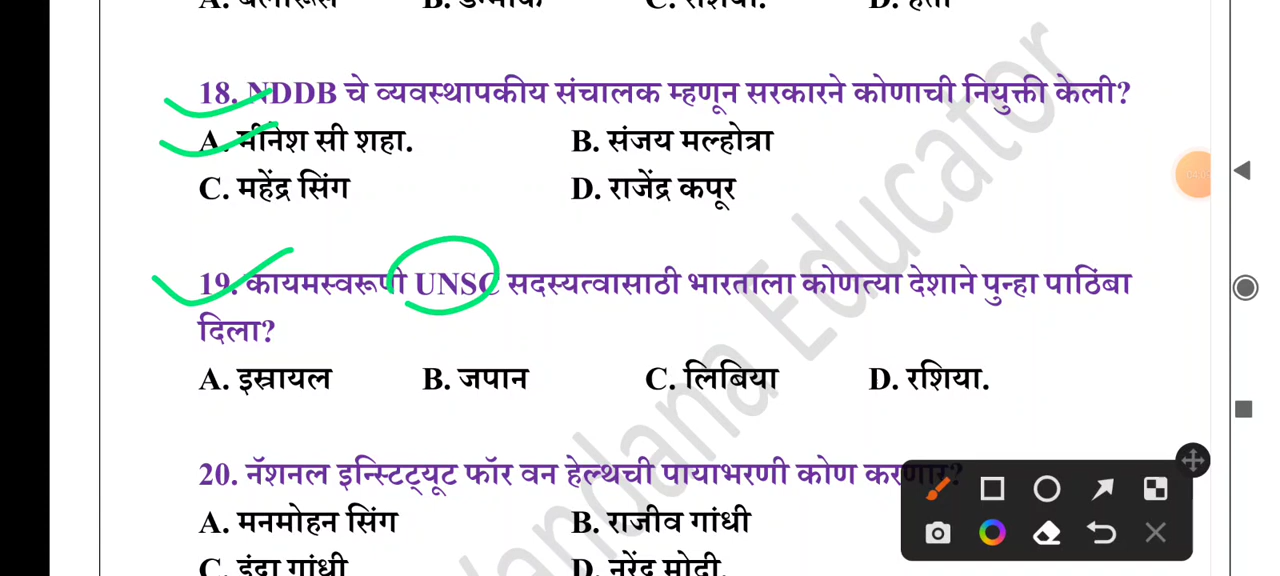 18. NDDB चे व्यवस्थापकीय संचालक म्हणून सरकारने कोणाची नियुक्ती केली?
A. मीनेश सी शहा. B. संजय मल्होत्रा
C. महेंद्र सिंग D. राजेंद्र कपूर
19. कायमस्वरूपी UNSC सदस्यत्वासाठी भारताला कोणत्या देशाने पुन्हा पाठिंबा
दिला?
A. इस्रायल B. जपान C. लिबिया D. रशिया.
20. नॅशनल इन्स्टिट्यूट फॉर वन हेल्थची पायाभरणी कोण करणार?
A. मनमोहन सिंग B. राजीव गांधी
C. इंद्रा गांधी D. नरेंद्र मोदी.
Vandana Educator